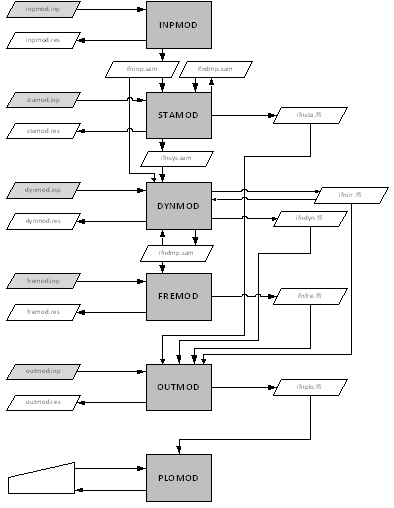 inpmod.inp
INPMOD
inpmod.res
ifninp.sam
ifndmp.sam
stamod.inp
STAMOD
ifnsta.ffi
stamod.res
ifnsys.sam
dynmod.inp
DYNMOD
ifnirr.ffi
dynmod.res
ifndyn.ffi
ifndmp.sam
fremod.inp
FREMOD
ifnfre.ffi
fremod.res
outmod.inp
OUTMOD
ifnplo.ffi
outmod.res
PLOMOD